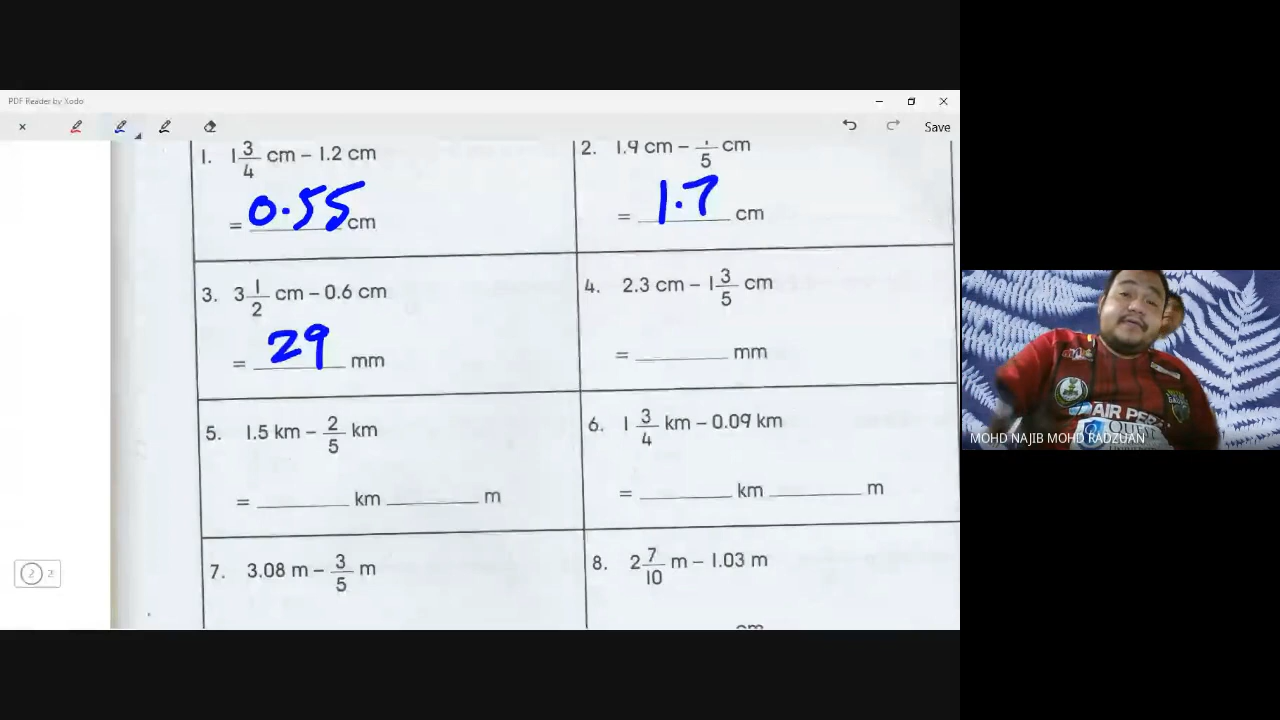 PDF Reader by Xodo
Save
1. 1 3/4 cm – 1.2 cm
= 0.55 cm
2. 1.9 cm – 1/5 cm
= 1.7 cm
3. 3 1/2 cm – 0.6 cm
= 29 mm
4. 2.3 cm – 1 3/5 cm
= ________ mm
5. 1.5 km – 2/5 km
= ________ km ________ m
6. 1 3/4 km – 0.09 km
= ________ km ________ m
7. 3.08 m – 3/5 m
8. 2 7/10 m – 1.03 m
2 2
AIR
MOHD NAJIB MOHD RADZUAN